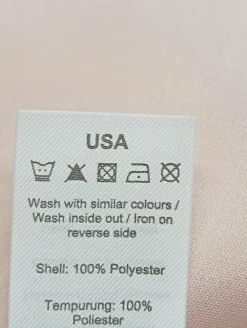 USA
Wash with similar colours /
Wash inside out / Iron on
reverse side
Shell: 100% Polyester
Tempurung: 100%
Poliester